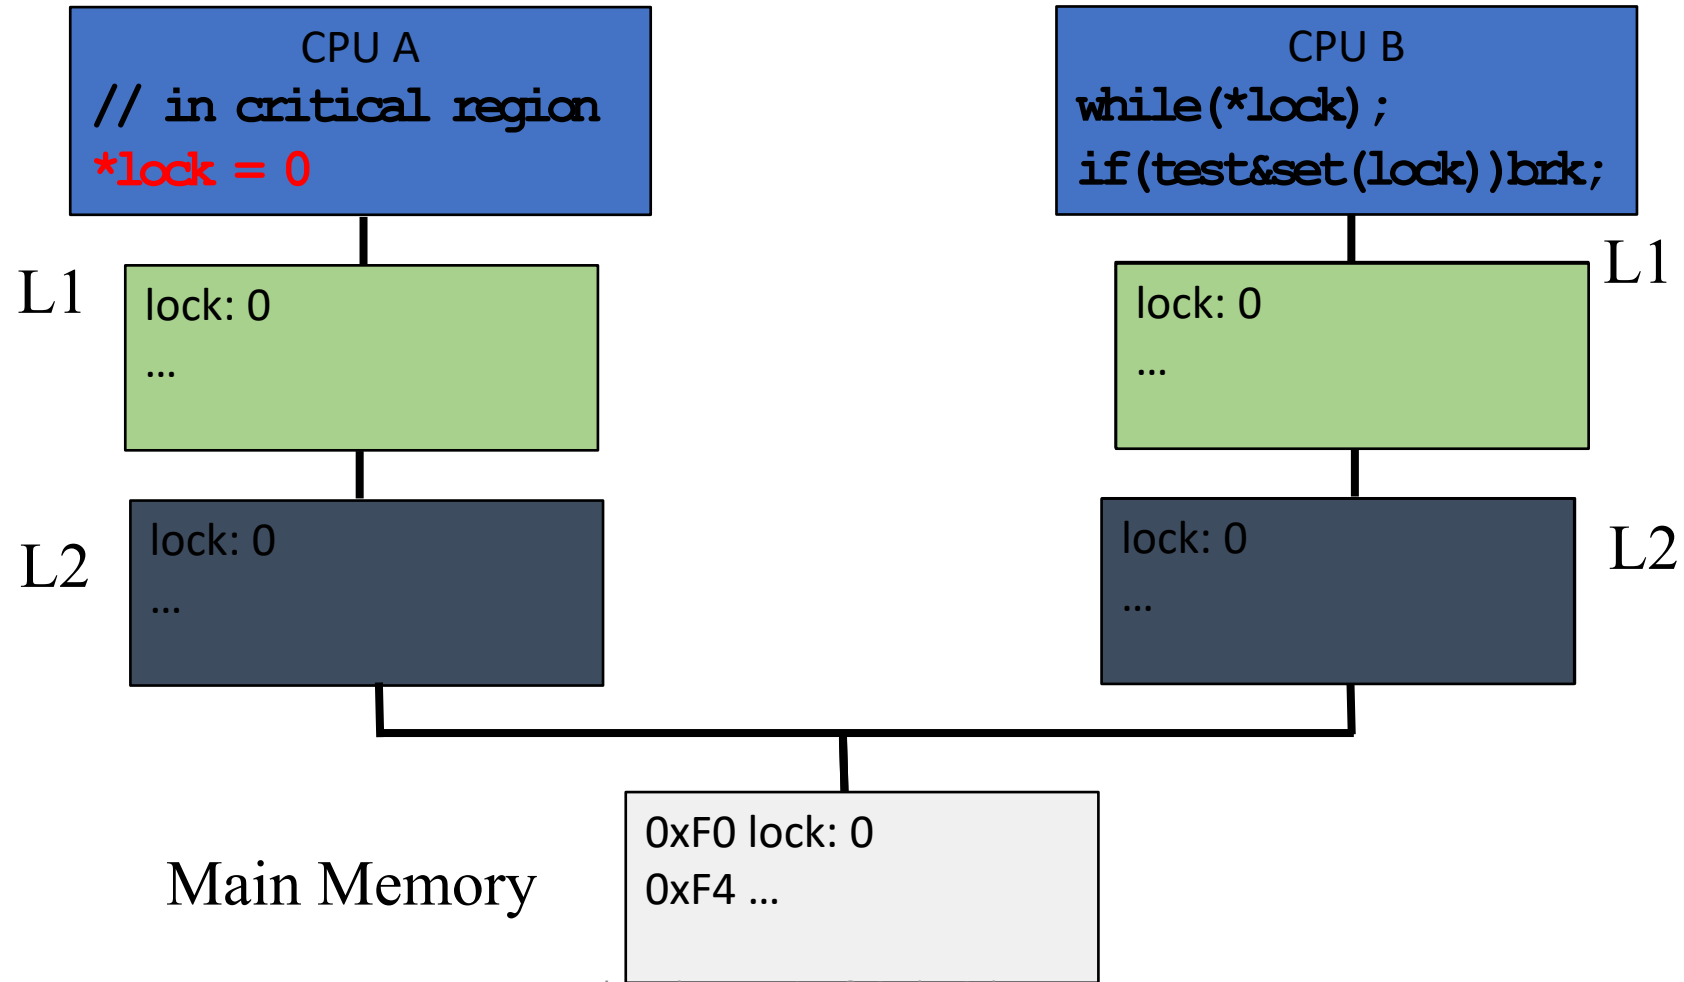 CPU A
// in critical region
*lock = 0
CPU B
while(*lock);
if(test&set(lock))brk;
L1
lock: 0
…
lock: 0
…
L1
L2
lock: 0
…
lock: 0
…
L2
Main Memory
0xF0 lock: 0
0xF4 …